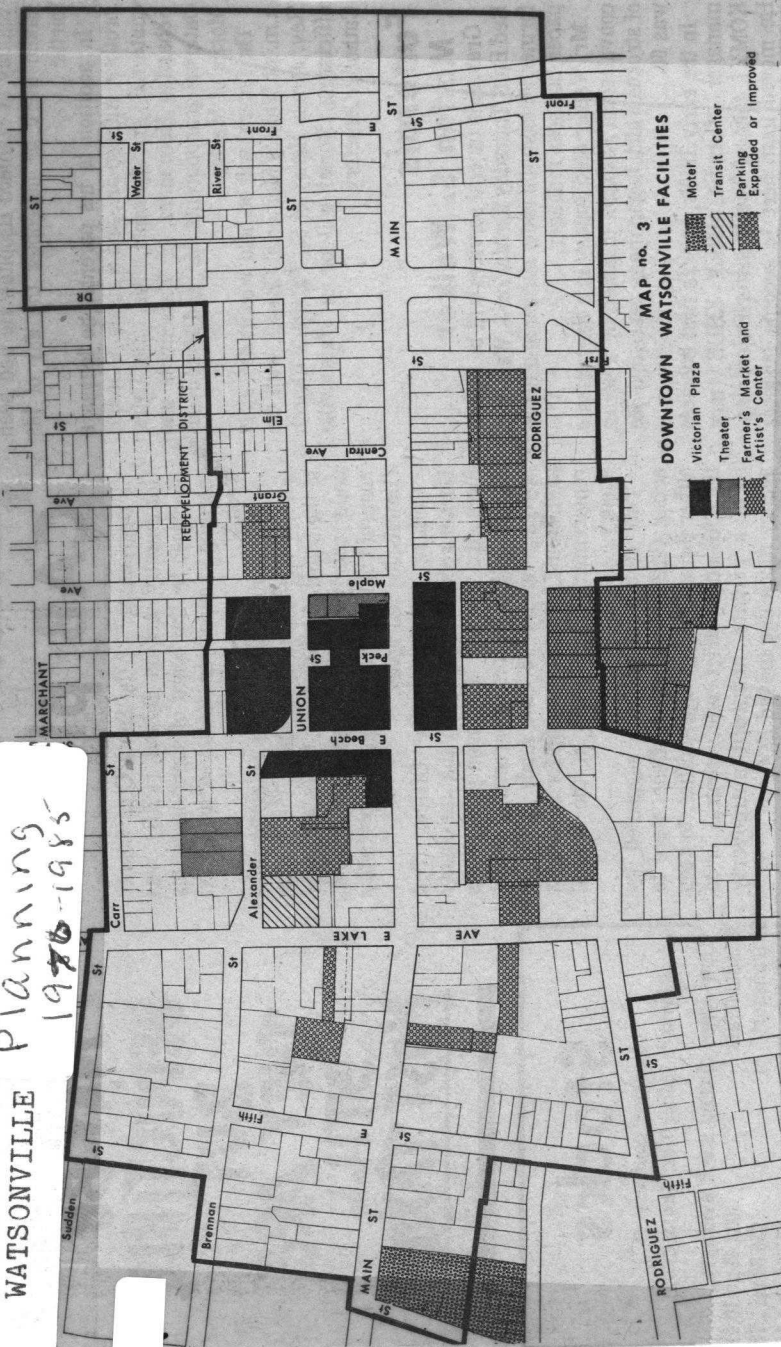 WATSONVILLE
Planning
1976-1985
MAP no. 3
DOWNTOWN WATSONVILLE FACILITIES
Victorian Plaza
Theater
Farmer's Market and
Artist's Center
Motel
Transit Center
Parking
Expanded or Improved
REDEVELOPMENT DISTRICT
Sudden
St
Carr
St
MARCHANT
ST
Brennan
St
Alexander
St
UNION
ST
MAIN
ST
MAIN
ST
RODRIGUEZ
ST
RODRIGUEZ
ST
St
E
Fifth
St
Fifth
St
E LAKE
AVE
E Beach
St
Peck
St
Maple
Ave
St
Grant
Ave
Central Ave
Elm
St
First
St
DR
River St
Water St
E
Front
St
Front
St